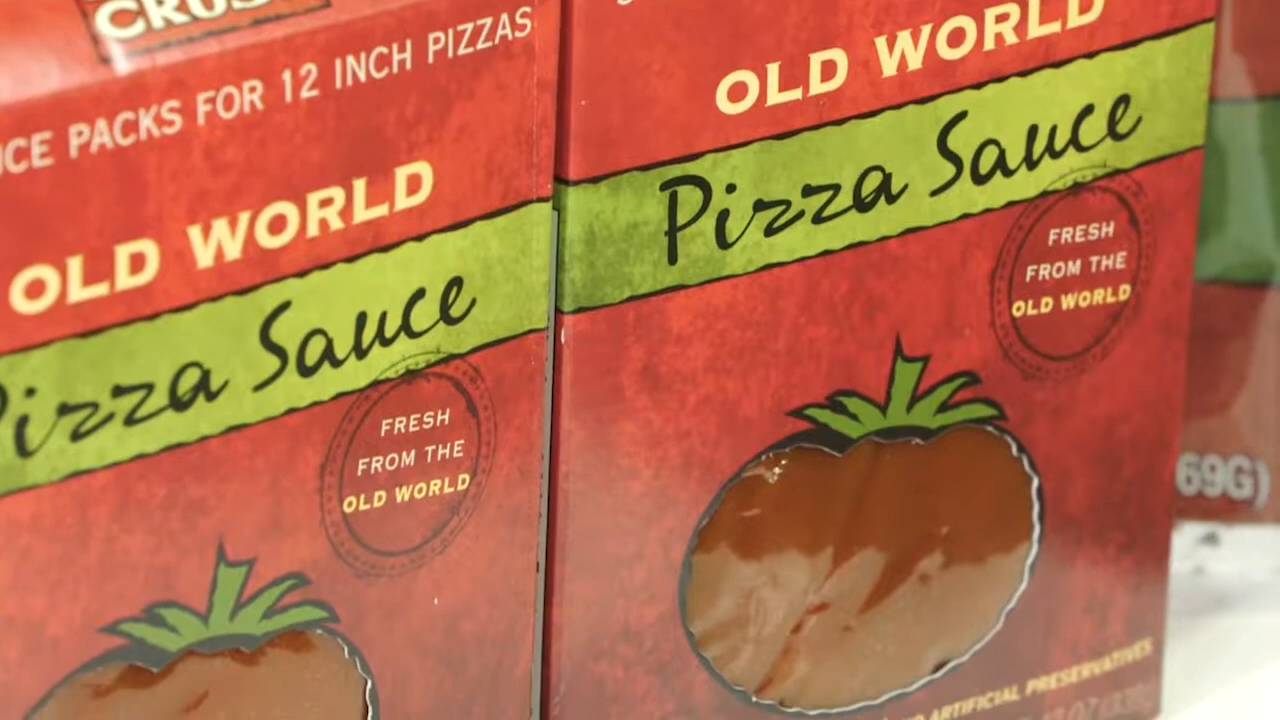 CRUS
PACKS FOR 12 INCH PIZZAS
OLD WORLD
Pizza Sauce
FRESH
FROM THE
OLD WORLD
OLD WORLD
Pizza Sauce
FRESH
FROM THE
OLD WORLD
ARTIFICIAL PRESERVATIVES
69G)